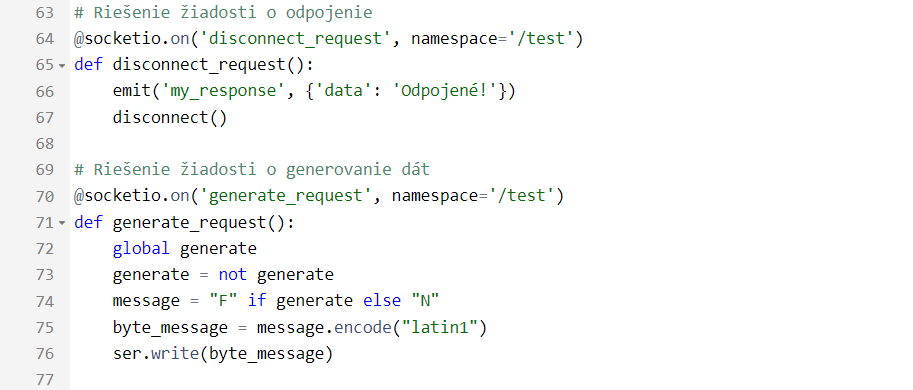 63 # Riešenie žiadosti o odpojenie
64 @socketio.on('disconnect_request', namespace='/test')
65 def disconnect_request():
66     emit('my_response', {'data': 'Odpojené!'})
67     disconnect()
68
69 # Riešenie žiadosti o generovanie dát
70 @socketio.on('generate_request', namespace='/test')
71 def generate_request():
72     global generate
73     generate = not generate
74     message = "F" if generate else "N"
75     byte_message = message.encode("latin1")
76     ser.write(byte_message)
77